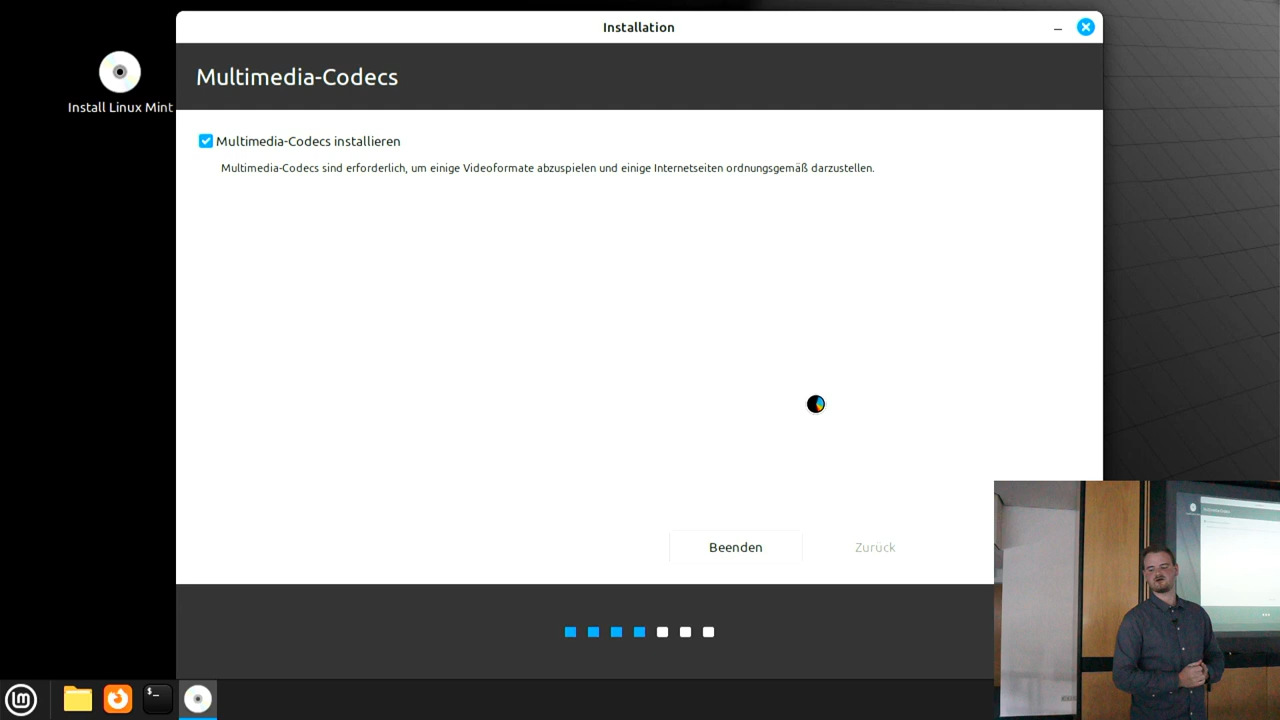 Installation
Multimedia-Codecs
Install Linux Mint
Multimedia-Codecs installieren
Multimedia-Codecs sind erforderlich, um einige Videoformate abzuspielen und einige Internetseiten ordnungsgemäß darzustellen.
Beenden
Zurück
$_